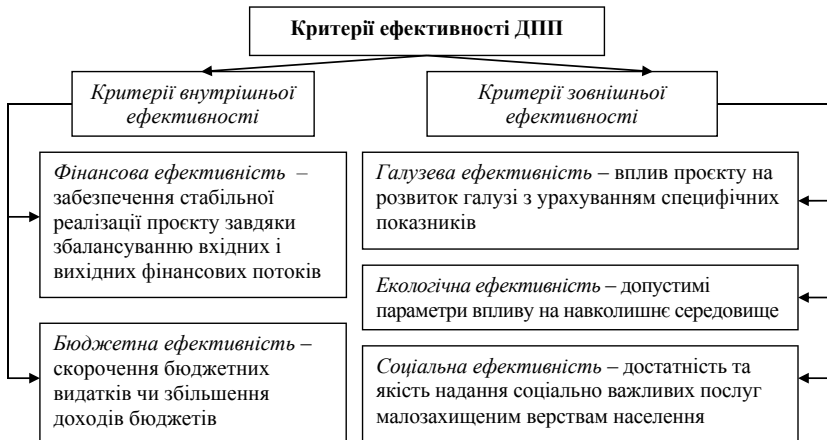 Критерії ефективності ДПП
Критерії внутрішньої
ефективності
Критерії зовнішньої
ефективності
Фінансова ефективність –
забезпечення стабільної
реалізації проєкту завдяки
збалансуванню вхідних і
вихідних фінансових потоків
Бюджетна ефективність –
скорочення бюджетних
видатків чи збільшення
доходів бюджетів
Галузева ефективність – вплив проєкту на
розвиток галузі з урахуванням специфічних
показників
Екологічна ефективність – допустимі
параметри впливу на навколишнє середовище
Соціальна ефективність – достатність та
якість надання соціально важливих послуг
малозахищеним верствам населення